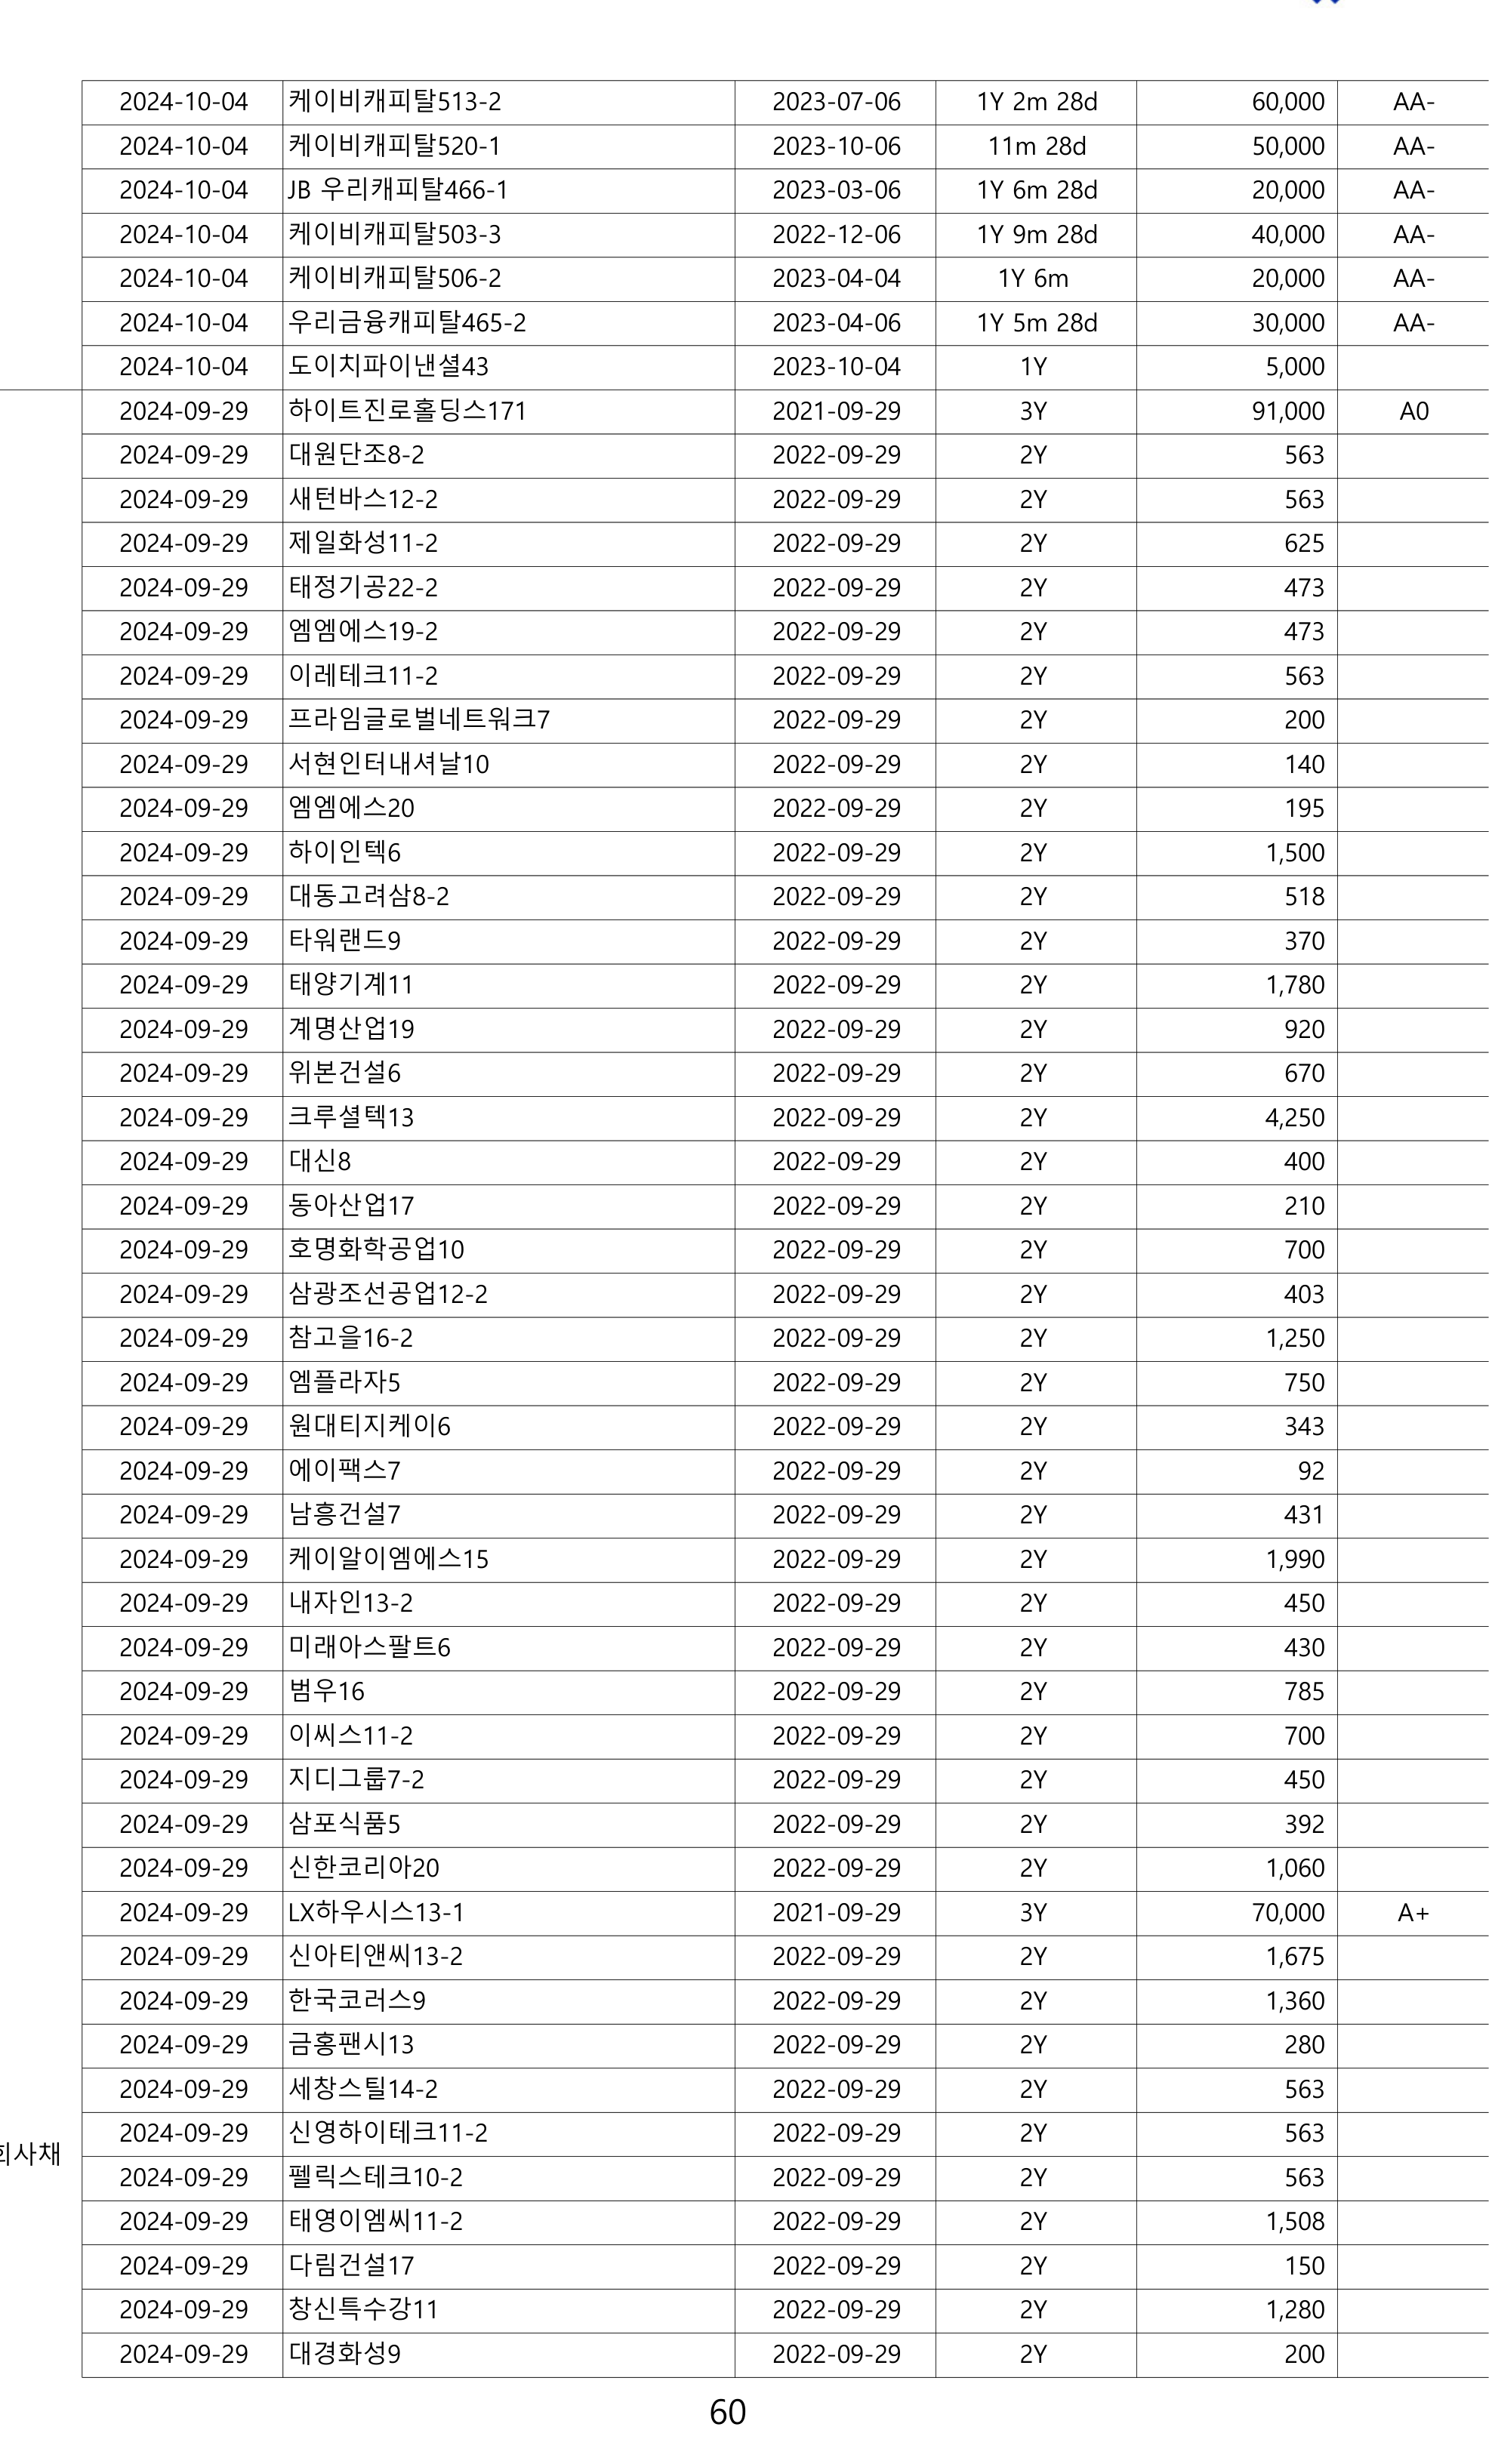 2024-10-04 케이비캐피탈513-2 2023-07-06 1Y 2m 28d 60,000 AA-
2024-10-04 케이비캐피탈520-1 2023-10-06 11m 28d 50,000 AA-
2024-10-04 JB 우리캐피탈466-1 2023-03-06 1Y 6m 28d 20,000 AA-
2024-10-04 케이비캐피탈503-3 2022-12-06 1Y 9m 28d 40,000 AA-
2024-10-04 케이비캐피탈506-2 2023-04-04 1Y 6m 20,000 AA-
2024-10-04 우리금융캐피탈465-2 2023-04-06 1Y 5m 28d 30,000 AA-
2024-10-04 도이치파이낸셜43 2023-10-04 1Y 5,000
2024-09-29 하이트진로홀딩스171 2021-09-29 3Y 91,000 A0
2024-09-29 대원단조8-2 2022-09-29 2Y 563
2024-09-29 새턴바스12-2 2022-09-29 2Y 563
2024-09-29 제일화성11-2 2022-09-29 2Y 625
2024-09-29 태정기공22-2 2022-09-29 2Y 473
2024-09-29 엠엠에스19-2 2022-09-29 2Y 473
2024-09-29 이레테크11-2 2022-09-29 2Y 563
2024-09-29 프라임글로벌네트워크7 2022-09-29 2Y 200
2024-09-29 서현인터내셔날10 2022-09-29 2Y 140
2024-09-29 엠엠에스20 2022-09-29 2Y 195
2024-09-29 하이인텍6 2022-09-29 2Y 1,500
2024-09-29 대동고려삼8-2 2022-09-29 2Y 518
2024-09-29 타워랜드9 2022-09-29 2Y 370
2024-09-29 태양기계11 2022-09-29 2Y 1,780
2024-09-29 계명산업19 2022-09-29 2Y 920
2024-09-29 위본건설6 2022-09-29 2Y 670
2024-09-29 크루셜텍13 2022-09-29 2Y 4,250
2024-09-29 대신8 2022-09-29 2Y 400
2024-09-29 동아산업17 2022-09-29 2Y 210
2024-09-29 호명화학공업10 2022-09-29 2Y 700
2024-09-29 삼광조선공업12-2 2022-09-29 2Y 403
2024-09-29 참고을16-2 2022-09-29 2Y 1,250
2024-09-29 엠플라자5 2022-09-29 2Y 750
2024-09-29 원대티지케이6 2022-09-29 2Y 343
2024-09-29 에이팩스7 2022-09-29 2Y 92
2024-09-29 남흥건설7 2022-09-29 2Y 431
2024-09-29 케이알이엠에스15 2022-09-29 2Y 1,990
2024-09-29 내자인13-2 2022-09-29 2Y 450
2024-09-29 미래아스팔트6 2022-09-29 2Y 430
2024-09-29 범우16 2022-09-29 2Y 785
2024-09-29 이씨스11-2 2022-09-29 2Y 700
2024-09-29 지디그룹7-2 2022-09-29 2Y 450
2024-09-29 삼포식품5 2022-09-29 2Y 392
2024-09-29 신한코리아20 2022-09-29 2Y 1,060
2024-09-29 LX하우시스13-1 2021-09-29 3Y 70,000 A+
2024-09-29 신아티앤씨13-2 2022-09-29 2Y 1,675
2024-09-29 한국코러스9 2022-09-29 2Y 1,360
2024-09-29 금홍팬시13 2022-09-29 2Y 280
2024-09-29 세창스틸14-2 2022-09-29 2Y 563
2024-09-29 신영하이테크11-2 2022-09-29 2Y 563
회사채
2024-09-29 펠릭스테크10-2 2022-09-29 2Y 563
2024-09-29 태영이엠씨11-2 2022-09-29 2Y 1,508
2024-09-29 다림건설17 2022-09-29 2Y 150
2024-09-29 창신특수강11 2022-09-29 2Y 1,280
2024-09-29 대경화성9 2022-09-29 2Y 200
60